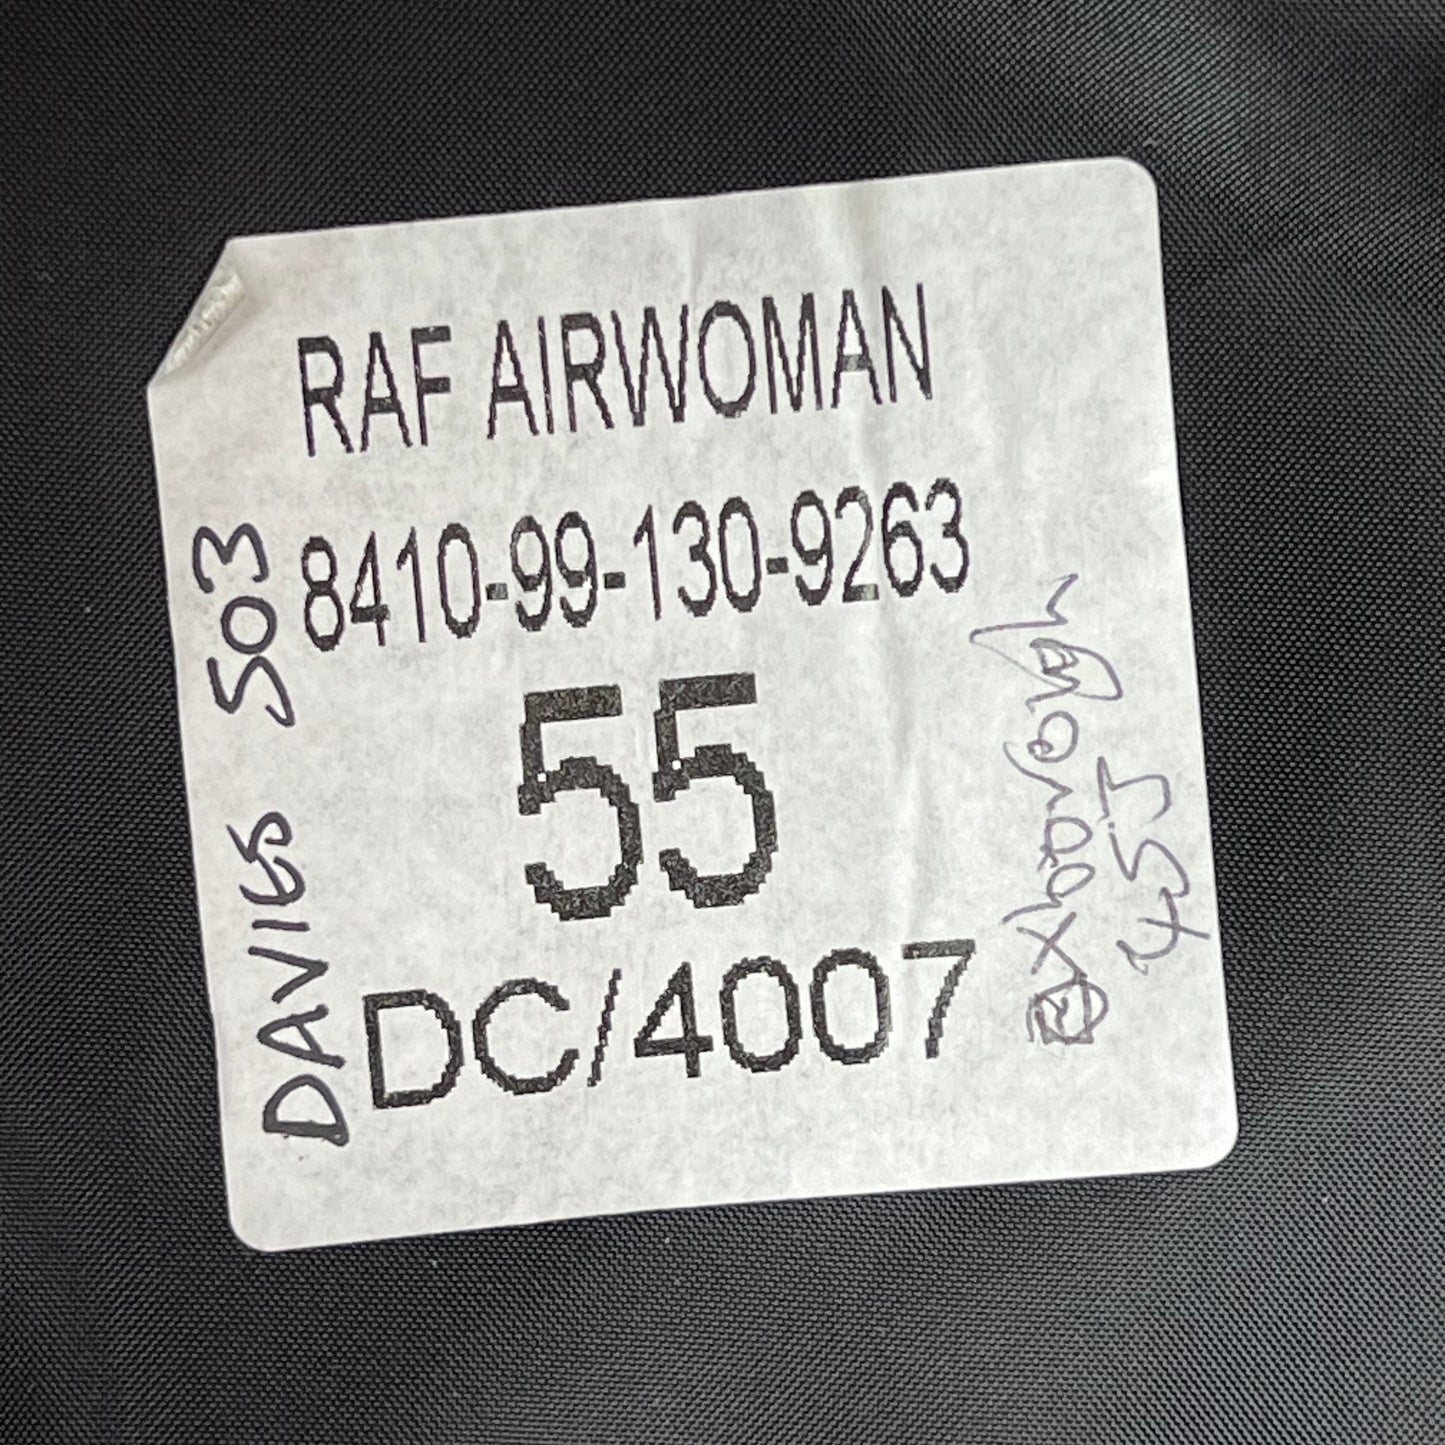 RAF AIRWOMAN
8410-99-130-9263
55
DC/4007
DAVIES 503